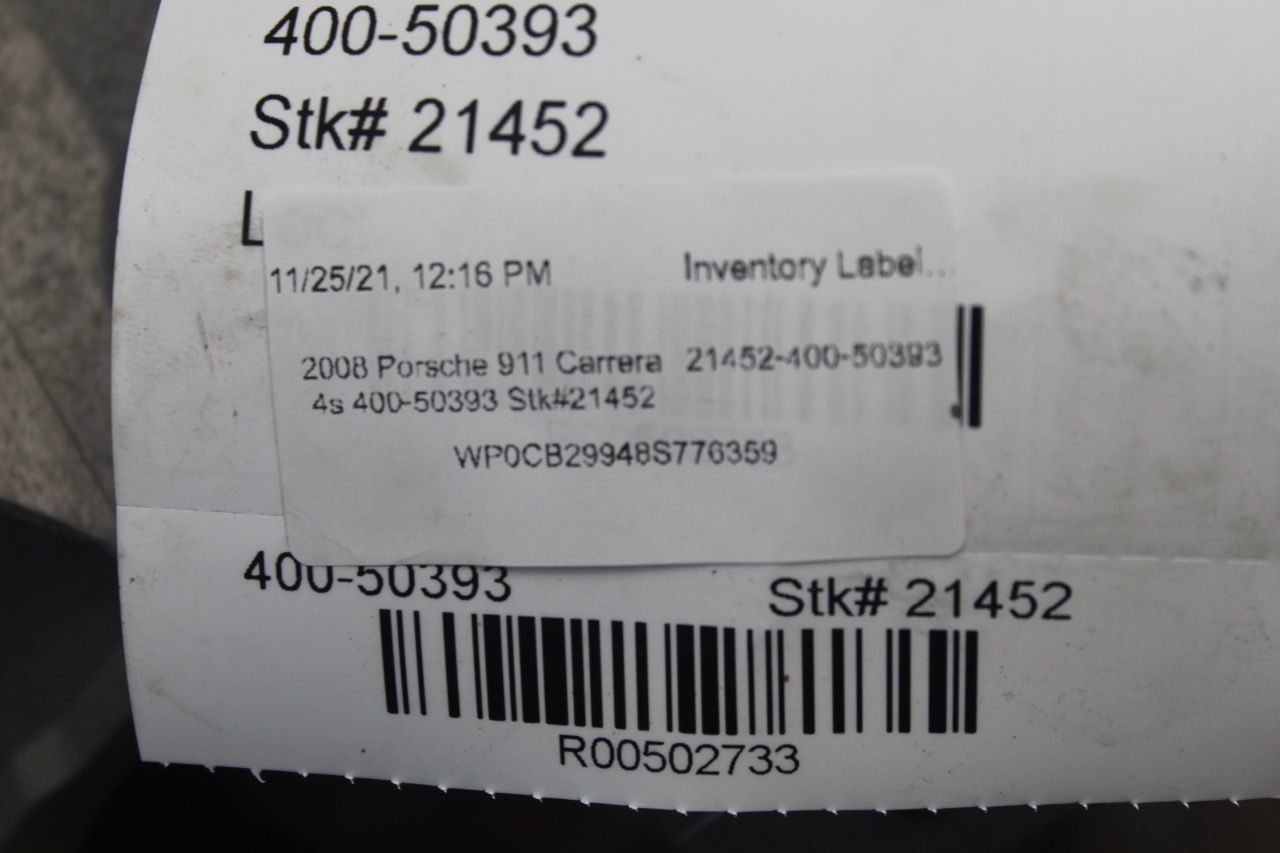 400-50393
Stk# 21452
L
11/25/21, 12:16 PM Inventory Label...
2008 Porsche 911 Carrera 21452-400-50393
4s 400-50393 Stk#21452
WP0CB29948S776359
400-50393 Stk# 21452
R00502733